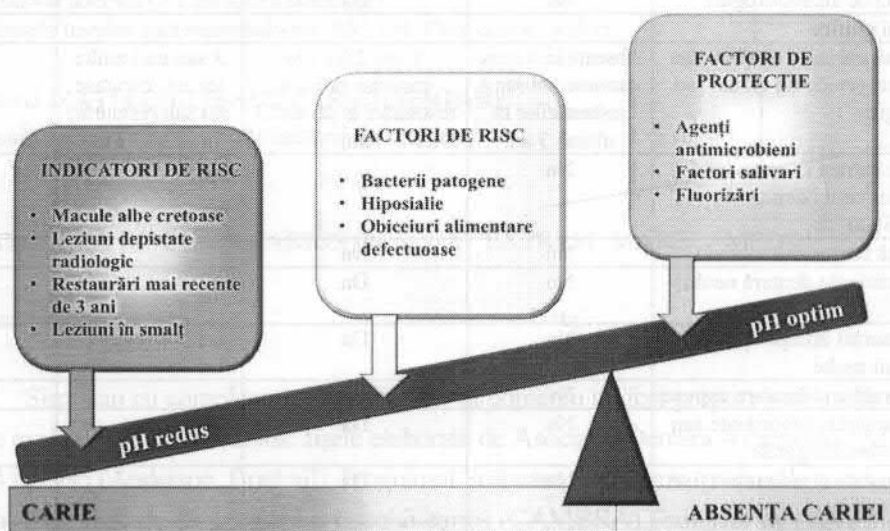 INDICATORI DE RISC
• Macule albe cretoase
• Leziuni depistate
radiologic
• Restaurări mai recente
de 3 ani
• Leziuni în smalț
FACTORI DE RISC
• Bacterii patogene
• Hiposialie
• Obiceiuri alimentare
defectuoase
FACTORI DE
PROTECȚIE
• Agenți
antimicrobieni
• Factori salivari
• Fluorizări
pH redus
pH optim
CARIE
ABSENȚA CARIEI